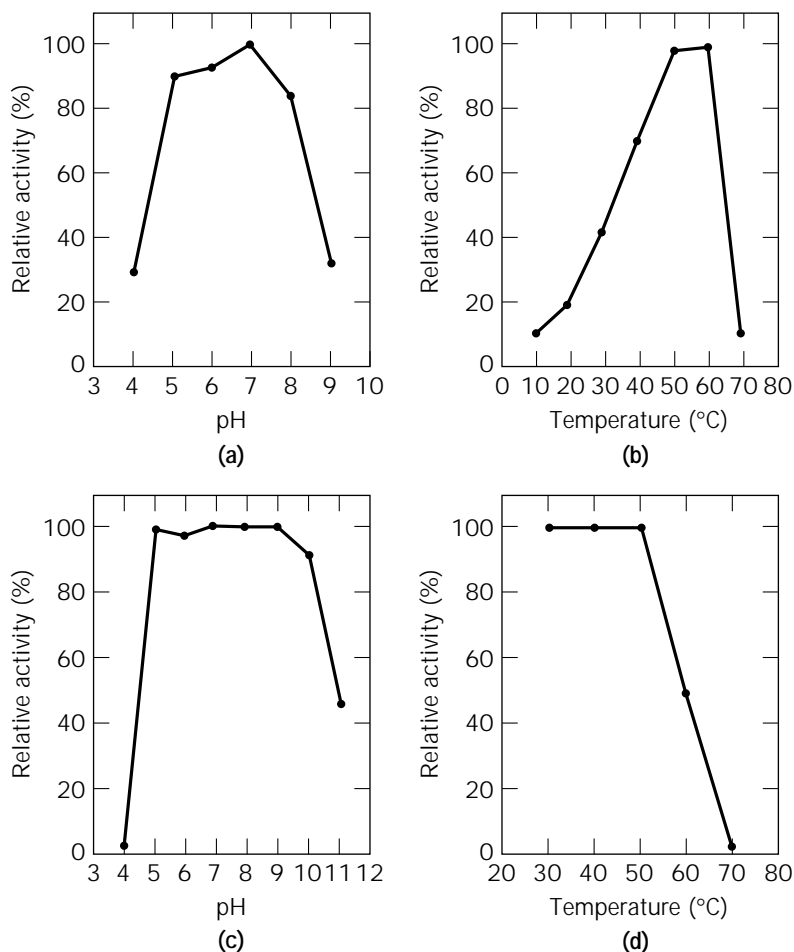 100
80
60
40
20
0
Relative activity (%)
3 4 5 6 7 8 9 10
pH
(a)
100
80
60
40
20
0
Relative activity (%)
0 10 20 30 40 50 60 70 80
Temperature (°C)
(b)
100
80
60
40
20
0
Relative activity (%)
3 4 5 6 7 8 9 10 11 12
pH
(c)
100
80
60
40
20
0
Relative activity (%)
20 30 40 50 60 70 80
Temperature (°C)
(d)